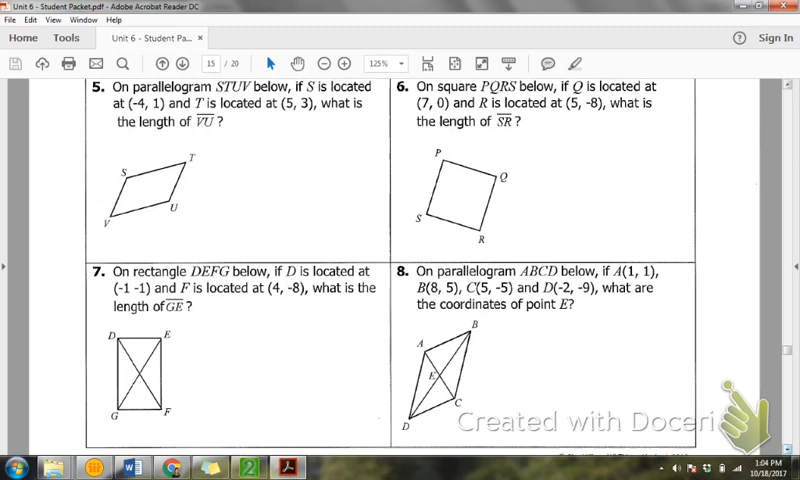 Unit 6 - Student Packet.pdf - Adobe Acrobat Reader DC
File Edit View Window Help
Home Tools Unit 6 - Student Pa... × Sign In
15 / 20 125%
5. On parallelogram STUV below, if S is located
at (-4, 1) and T is located at (5, 3), what is
the length of VU ?
S
T
U
V
6. On square PQRS below, if Q is located at
(7, 0) and R is located at (5, -8), what is
the length of SR ?
P
Q
S
R
7. On rectangle DEFG below, if D is located at
(-1 -1) and F is located at (4, -8), what is the
length of GE ?
D E
G F
8. On parallelogram ABCD below, if A(1, 1),
B(8, 5), C(5, -5) and D(-2, -9), what are
the coordinates of point E?
B
A
E
C
D
Created with Doceri
1:04 PM
10/18/2017